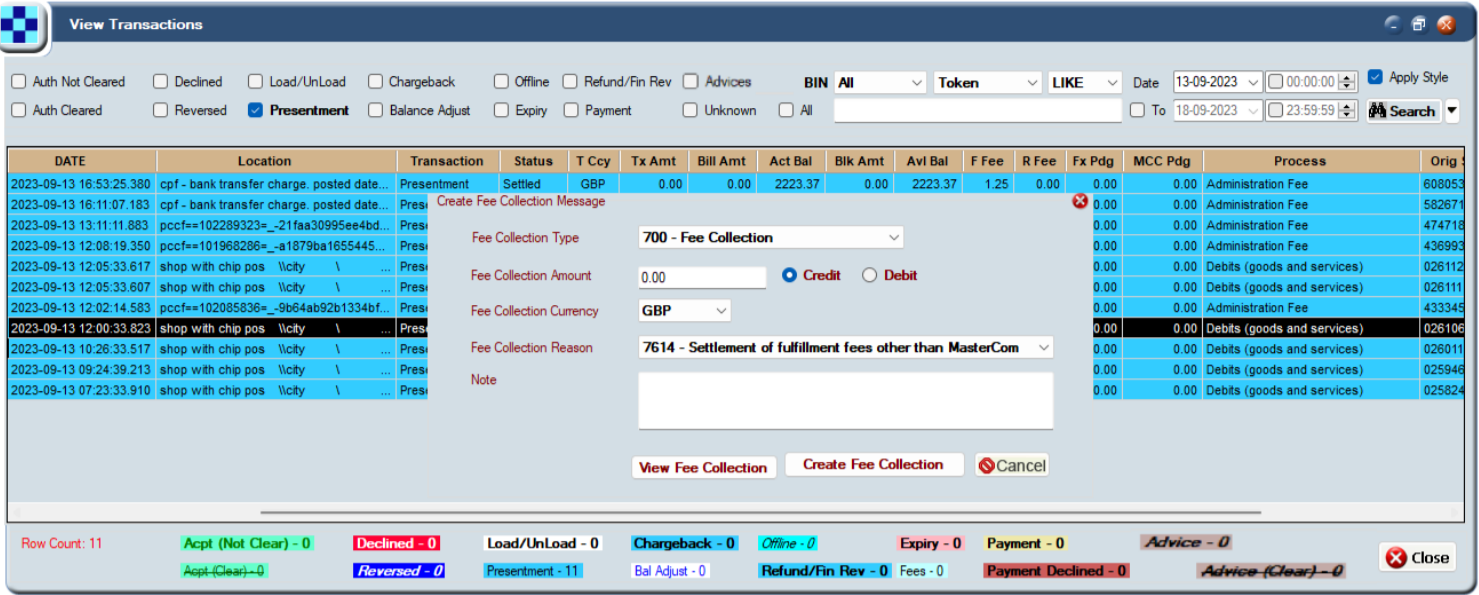 View Transactions
Auth Not Cleared Declined Load/UnLoad Chargeback Offline Refund/Fin Rev Advices BIN All Token LIKE Date 13-09-2023 00:00:00 Apply Style
Auth Cleared Reversed Presentment Balance Adjust Expiry Payment Unknown All To 18-09-2023 23:59:59 Search
DATE Location Transaction Status T Ccy Tx Amt Bill Amt Act Bal Blk Amt Avl Bal F Fee R Fee Fx Pdg MCC Pdg Process Orig S
2023-09-13 16:53:25.380 cpf - bank transfer charge. posted date... Presentment Settled GBP 0.00 0.00 2223.37 0.00 2223.37 1.25 0.00 0.00 0.00 Administration Fee 608053
2023-09-13 16:11:07.183 cpf - bank transfer charge. posted date... Pres 0.00 0.00 Administration Fee 582671
2023-09-13 13:11:11.883 pccf==102289323=_-21faa30995ee4bd... Pres 0.00 0.00 Administration Fee 474718
2023-09-13 12:08:19.350 pccf==101968286=_-a1879ba1655445... Pres 0.00 0.00 Administration Fee 436993
2023-09-13 12:05:33.617 shop with chip pos \\city \ ... Pres 0.00 0.00 Debits (goods and services) 026112
2023-09-13 12:05:33.607 shop with chip pos \\city \ ... Pres 0.00 0.00 Debits (goods and services) 026111
2023-09-13 12:02:14.583 pccf==102085836=_-9b64ab92b1334bf... Pres 0.00 0.00 Administration Fee 433345
2023-09-13 12:00:33.823 shop with chip pos \\city \ ... Pres 0.00 0.00 Debits (goods and services) 026106
2023-09-13 10:26:33.517 shop with chip pos \\city \ ... Pres 0.00 0.00 Debits (goods and services) 026011
2023-09-13 09:24:39.213 shop with chip pos \\city \ ... Pres 0.00 0.00 Debits (goods and services) 025946
2023-09-13 07:23:33.910 shop with chip pos \\city \ ... Pres 0.00 0.00 Debits (goods and services) 025824
Create Fee Collection Message
Fee Collection Type 700 - Fee Collection
Fee Collection Amount 0.00 Credit Debit
Fee Collection Currency GBP
Fee Collection Reason 7614 - Settlement of fulfillment fees other than MasterCom
Note
View Fee Collection Create Fee Collection Cancel
Row Count: 11 Acpt (Not Clear) - 0 Declined - 0 Load/UnLoad - 0 Chargeback - 0 Offline - 0 Expiry - 0 Payment - 0 Advice - 0
Acpt (Clear) - 0 Reversed - 0 Presentment - 11 Bal Adjust - 0 Refund/Fin Rev - 0 Fees - 0 Payment Declined - 0 Advice (Clear) - 0
Close